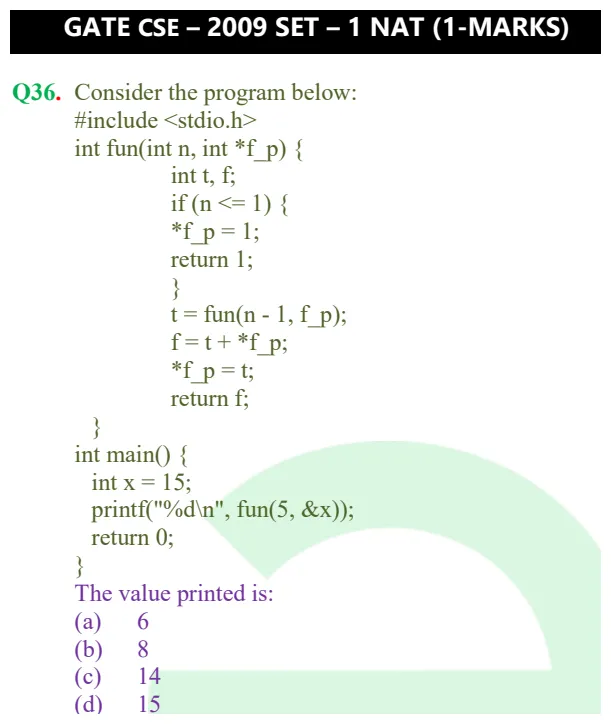 GATE CSE – 2009 SET – 1 NAT (1-MARKS)
Q36. Consider the program below:
#include <stdio.h>
int fun(int n, int *f_p) {
int t, f;
if (n <= 1) {
*f_p = 1;
return 1;
}
t = fun(n - 1, f_p);
f = t + *f_p;
*f_p = t;
return f;
}
int main() {
int x = 15;
printf("%d\n", fun(5, &x));
return 0;
}
The value printed is:
(a) 6
(b) 8
(c) 14
(d) 15